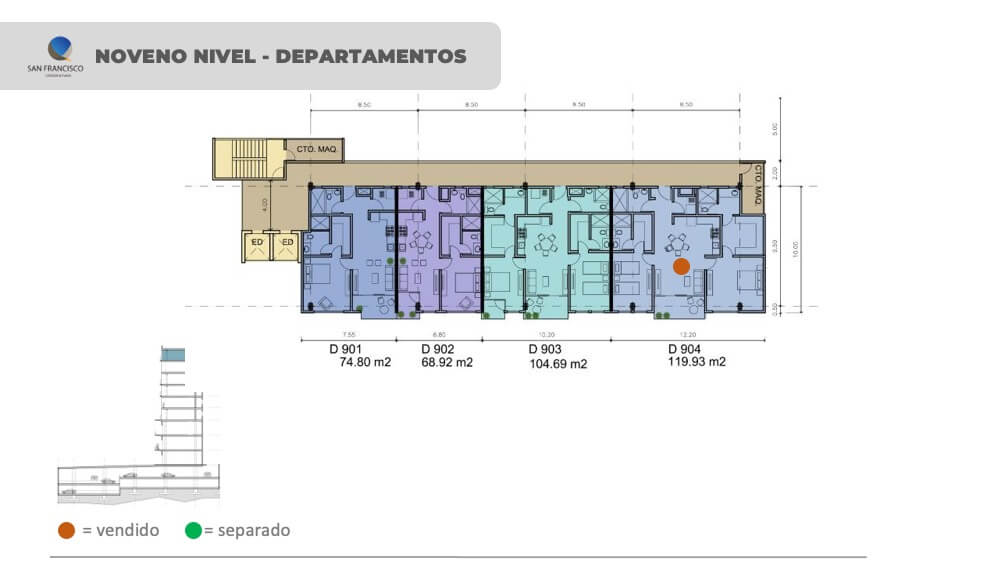 SAN FRANCISCO
NOVENO NIVEL - DEPARTAMENTOS
8.50
8.50
8.50
8.50
5.00
2.00
CTO. MAQ.
CTO. MAQ.
4.00
ED
ED
3.50
10.00
0.50
7.55
6.80
10.20
12.20
D 901
74.80 m2
D 902
68.92 m2
D 903
104.69 m2
D 904
119.93 m2
= vendido
= separado